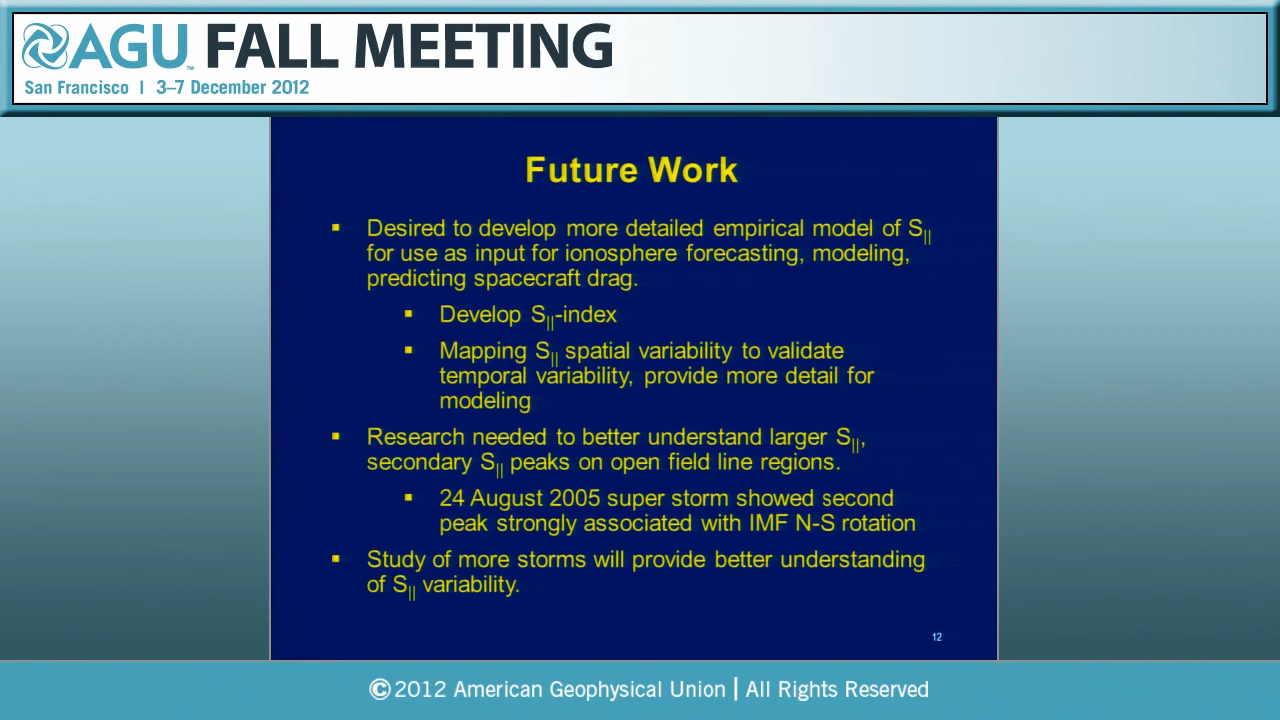 AGU™ FALL MEETING
San Francisco | 3–7 December 2012
Future Work
▪ Desired to develop more detailed empirical model of S||
for use as input for ionosphere forecasting, modeling,
predicting spacecraft drag.
▪ Develop S||-index
▪ Mapping S|| spatial variability to validate
temporal variability, provide more detail for
modeling
▪ Research needed to better understand larger S||,
secondary S|| peaks on open field line regions.
▪ 24 August 2005 super storm showed second
peak strongly associated with IMF N-S rotation
▪ Study of more storms will provide better understanding
of S|| variability.
12
©2012 American Geophysical Union | All Rights Reserved